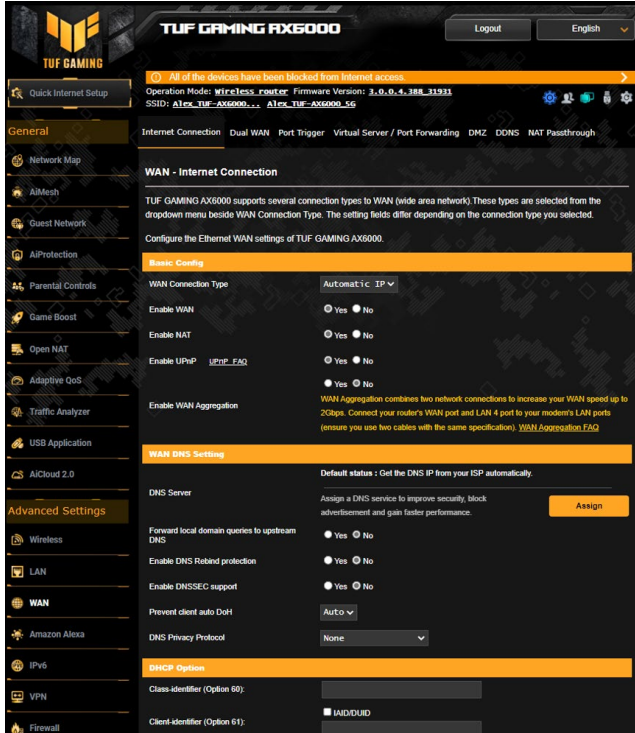 TUF GAMING
TUF GAMING AX6000
Logout
English
Quick Internet Setup
General
Network Map
AiMesh
Guest Network
AiProtection
Parental Controls
Game Boost
Open NAT
Adaptive QoS
Traffic Analyzer
USB Application
AiCloud 2.0
Advanced Settings
Wireless
LAN
WAN
Amazon Alexa
IPv6
VPN
Firewall
All of the devices have been blocked from Internet access.
Operation Mode: Wireless router Firmware Version: 3.0.0.4.388_31931
SSID: Alex_TUF-AX6000... Alex_TUF-AX6000_5G
Internet Connection Dual WAN Port Trigger Virtual Server / Port Forwarding DMZ DDNS NAT Passthrough
WAN - Internet Connection
TUF GAMING AX6000 supports several connection types to WAN (wide area network).These types are selected from the
dropdown menu beside WAN Connection Type. The setting fields differ depending on the connection type you selected.
Configure the Ethernet WAN settings of TUF GAMING AX6000.
Basic Config
WAN Connection Type Automatic IP
Enable WAN Yes No
Enable NAT Yes No
Enable UPnP UPnP FAQ Yes No
Yes No
Enable WAN Aggregation
WAN Aggregation combines two network connections to increase your WAN speed up to
2Gbps. Connect your router's WAN port and LAN 4 port to your modem's LAN ports
(ensure you use two cables with the same specification). WAN Aggregation FAQ
WAN DNS Setting
Default status : Get the DNS IP from your ISP automatically.
DNS Server
Assign a DNS service to improve security, block
advertisement and gain faster performance.
Assign
Forward local domain queries to upstream
DNS
Yes No
Enable DNS Rebind protection Yes No
Enable DNSSEC support Yes No
Prevent client auto DoH Auto
DNS Privacy Protocol None
DHCP Option
Class-identifier (Option 60):
IAID/DUID
Client-identifier (Option 61):